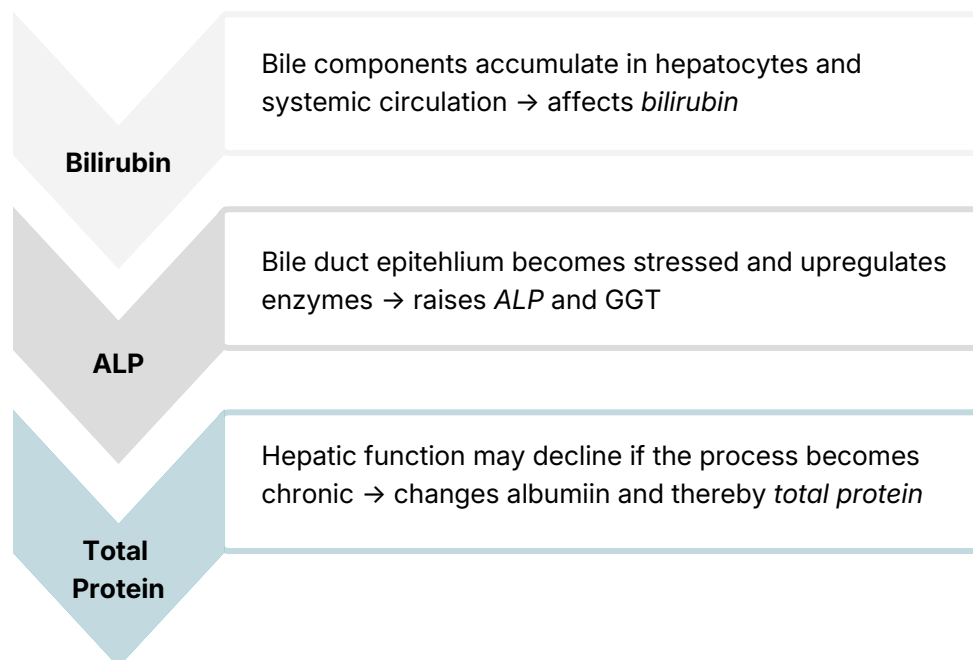 Bile components accumulate in hepatocytes and
systemic circulation → affects bilirubin
Bilirubin
Bile duct epitehlium becomes stressed and upregulates
enzymes → raises ALP and GGT
ALP
Hepatic function may decline if the process becomes
chronic → changes albumiin and thereby total protein
Total
Protein